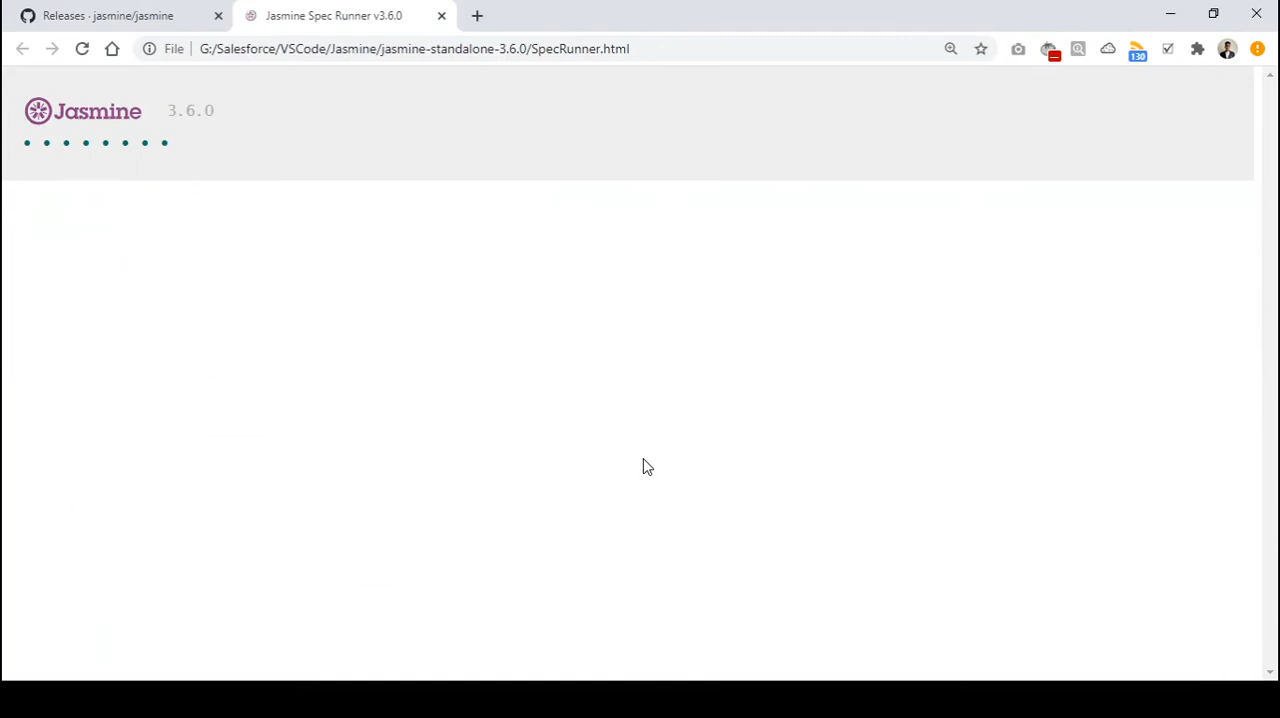 Releases · jasmine/jasmine
Jasmine Spec Runner v3.6.0
File
G:/Salesforce/VSCode/Jasmine/jasmine-standalone-3.6.0/SpecRunner.html
130
Jasmine 3.6.0